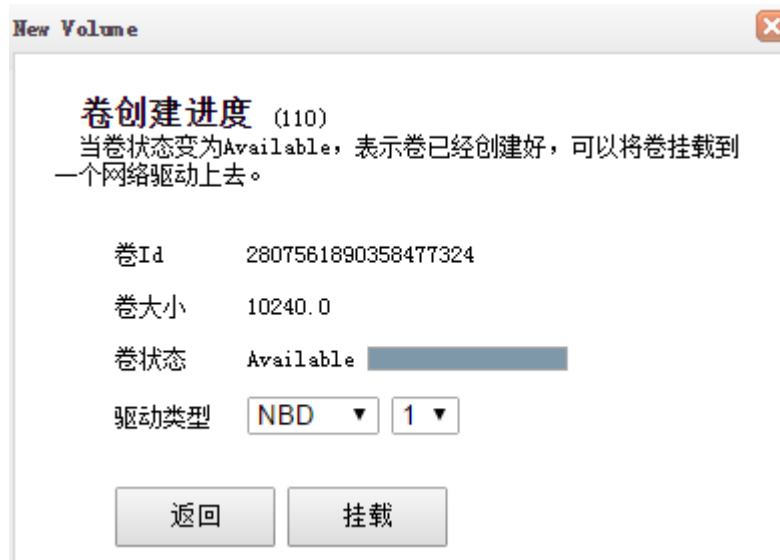 New Volume
卷创建进度 (110)
当卷状态变为Available，表示卷已经创建好，可以将卷挂载到
一个网络驱动上去。
卷Id 2807561890358477324
卷大小 10240.0
卷状态 Available
驱动类型 NBD 1
返回 挂载